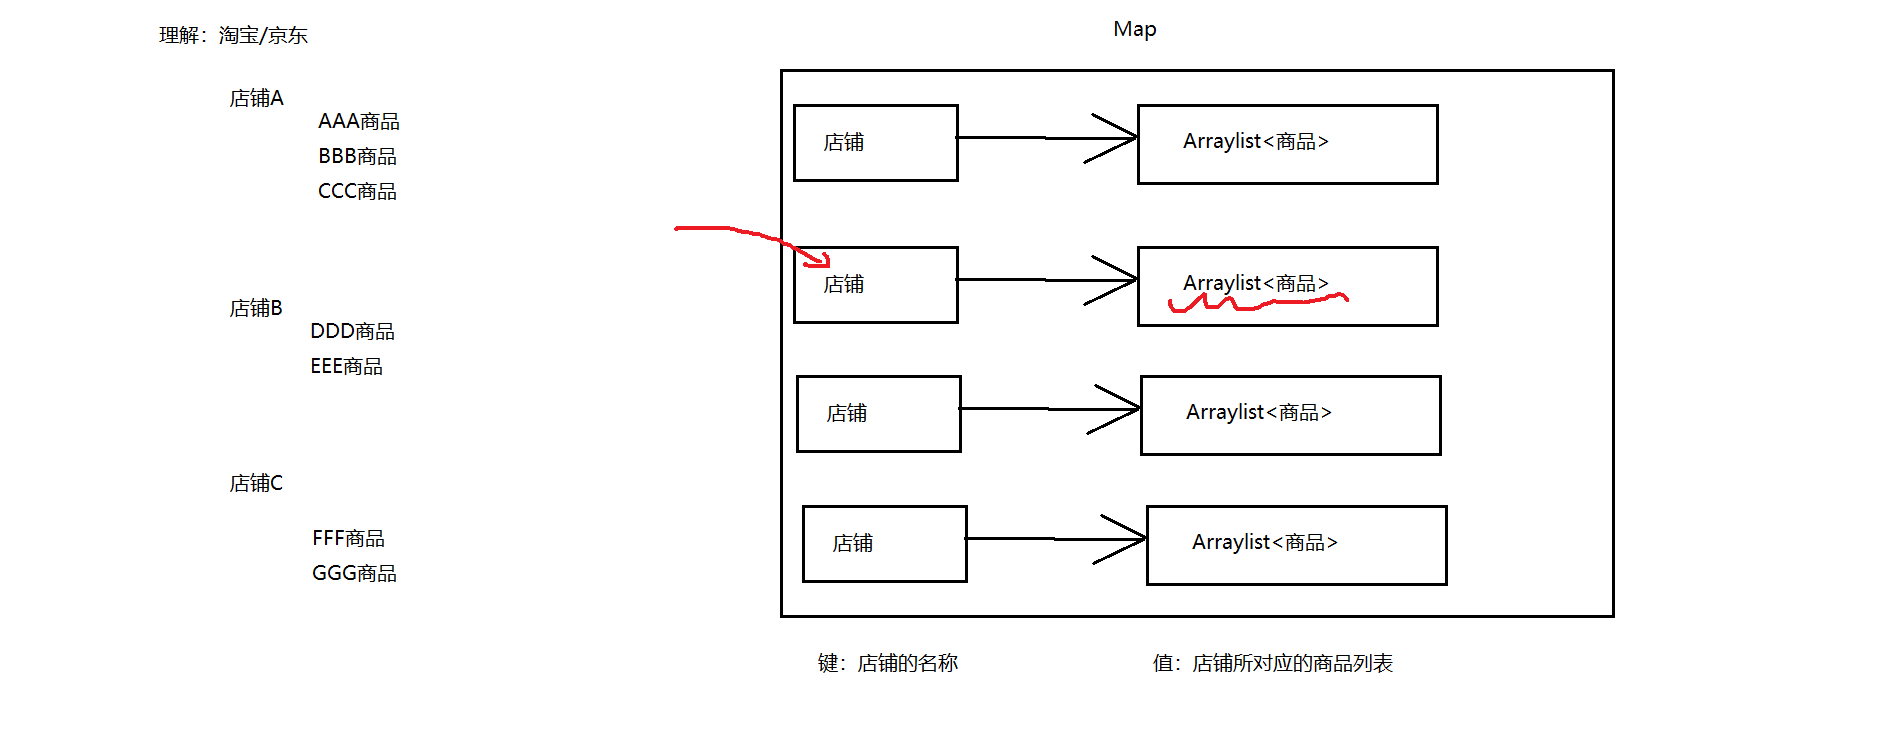 理解：淘宝/京东
店铺A
AAA商品
BBB商品
CCC商品
店铺B
DDD商品
EEE商品
店铺C
FFF商品
GGG商品
Map
店铺
Arraylist<商品>
店铺
Arraylist<商品>
店铺
Arraylist<商品>
店铺
Arraylist<商品>
键：店铺的名称
值：店铺所对应的商品列表